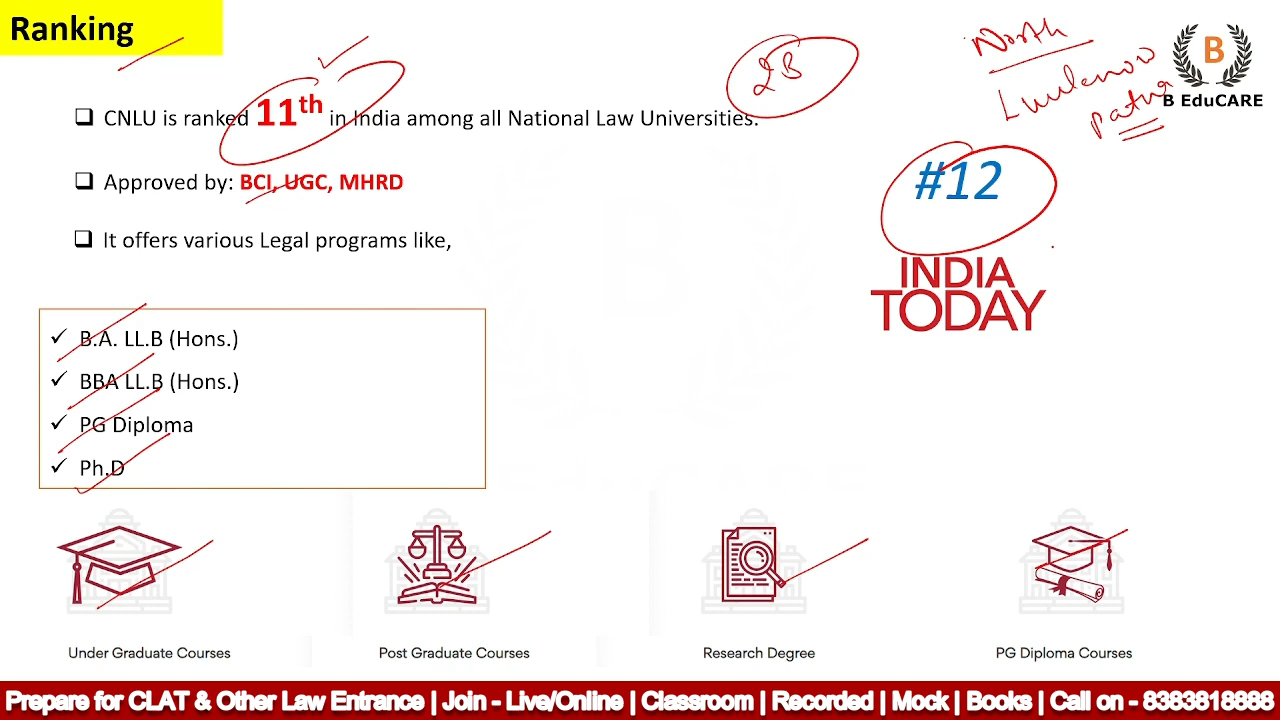 Ranking
CNLU is ranked 11th in India among all National Law Universities.
28
North
Lucknow
patna
B
B EduCARE
Approved by: BCI, UGC, MHRD
#12
It offers various Legal programs like,
INDIA
TODAY
B.A. LL.B (Hons.)
BBA LL.B (Hons.)
PG Diploma
Ph.D
Under Graduate Courses
Post Graduate Courses
Research Degree
PG Diploma Courses
Prepare for CLAT & Other Law Entrance | Join - Live/Online | Classroom | Recorded | Mock | Books | Call on - 8383818888